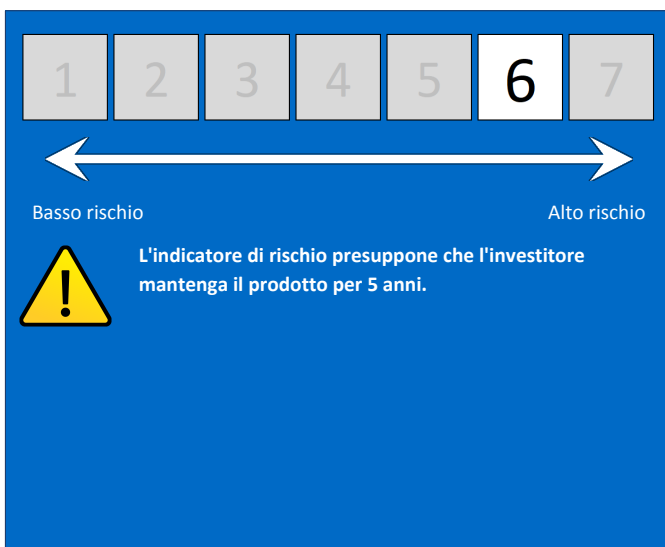 1 2 3 4 5 6 7
Basso rischio Alto rischio
!
L'indicatore di rischio presuppone che l'investitore
mantenga il prodotto per 5 anni.